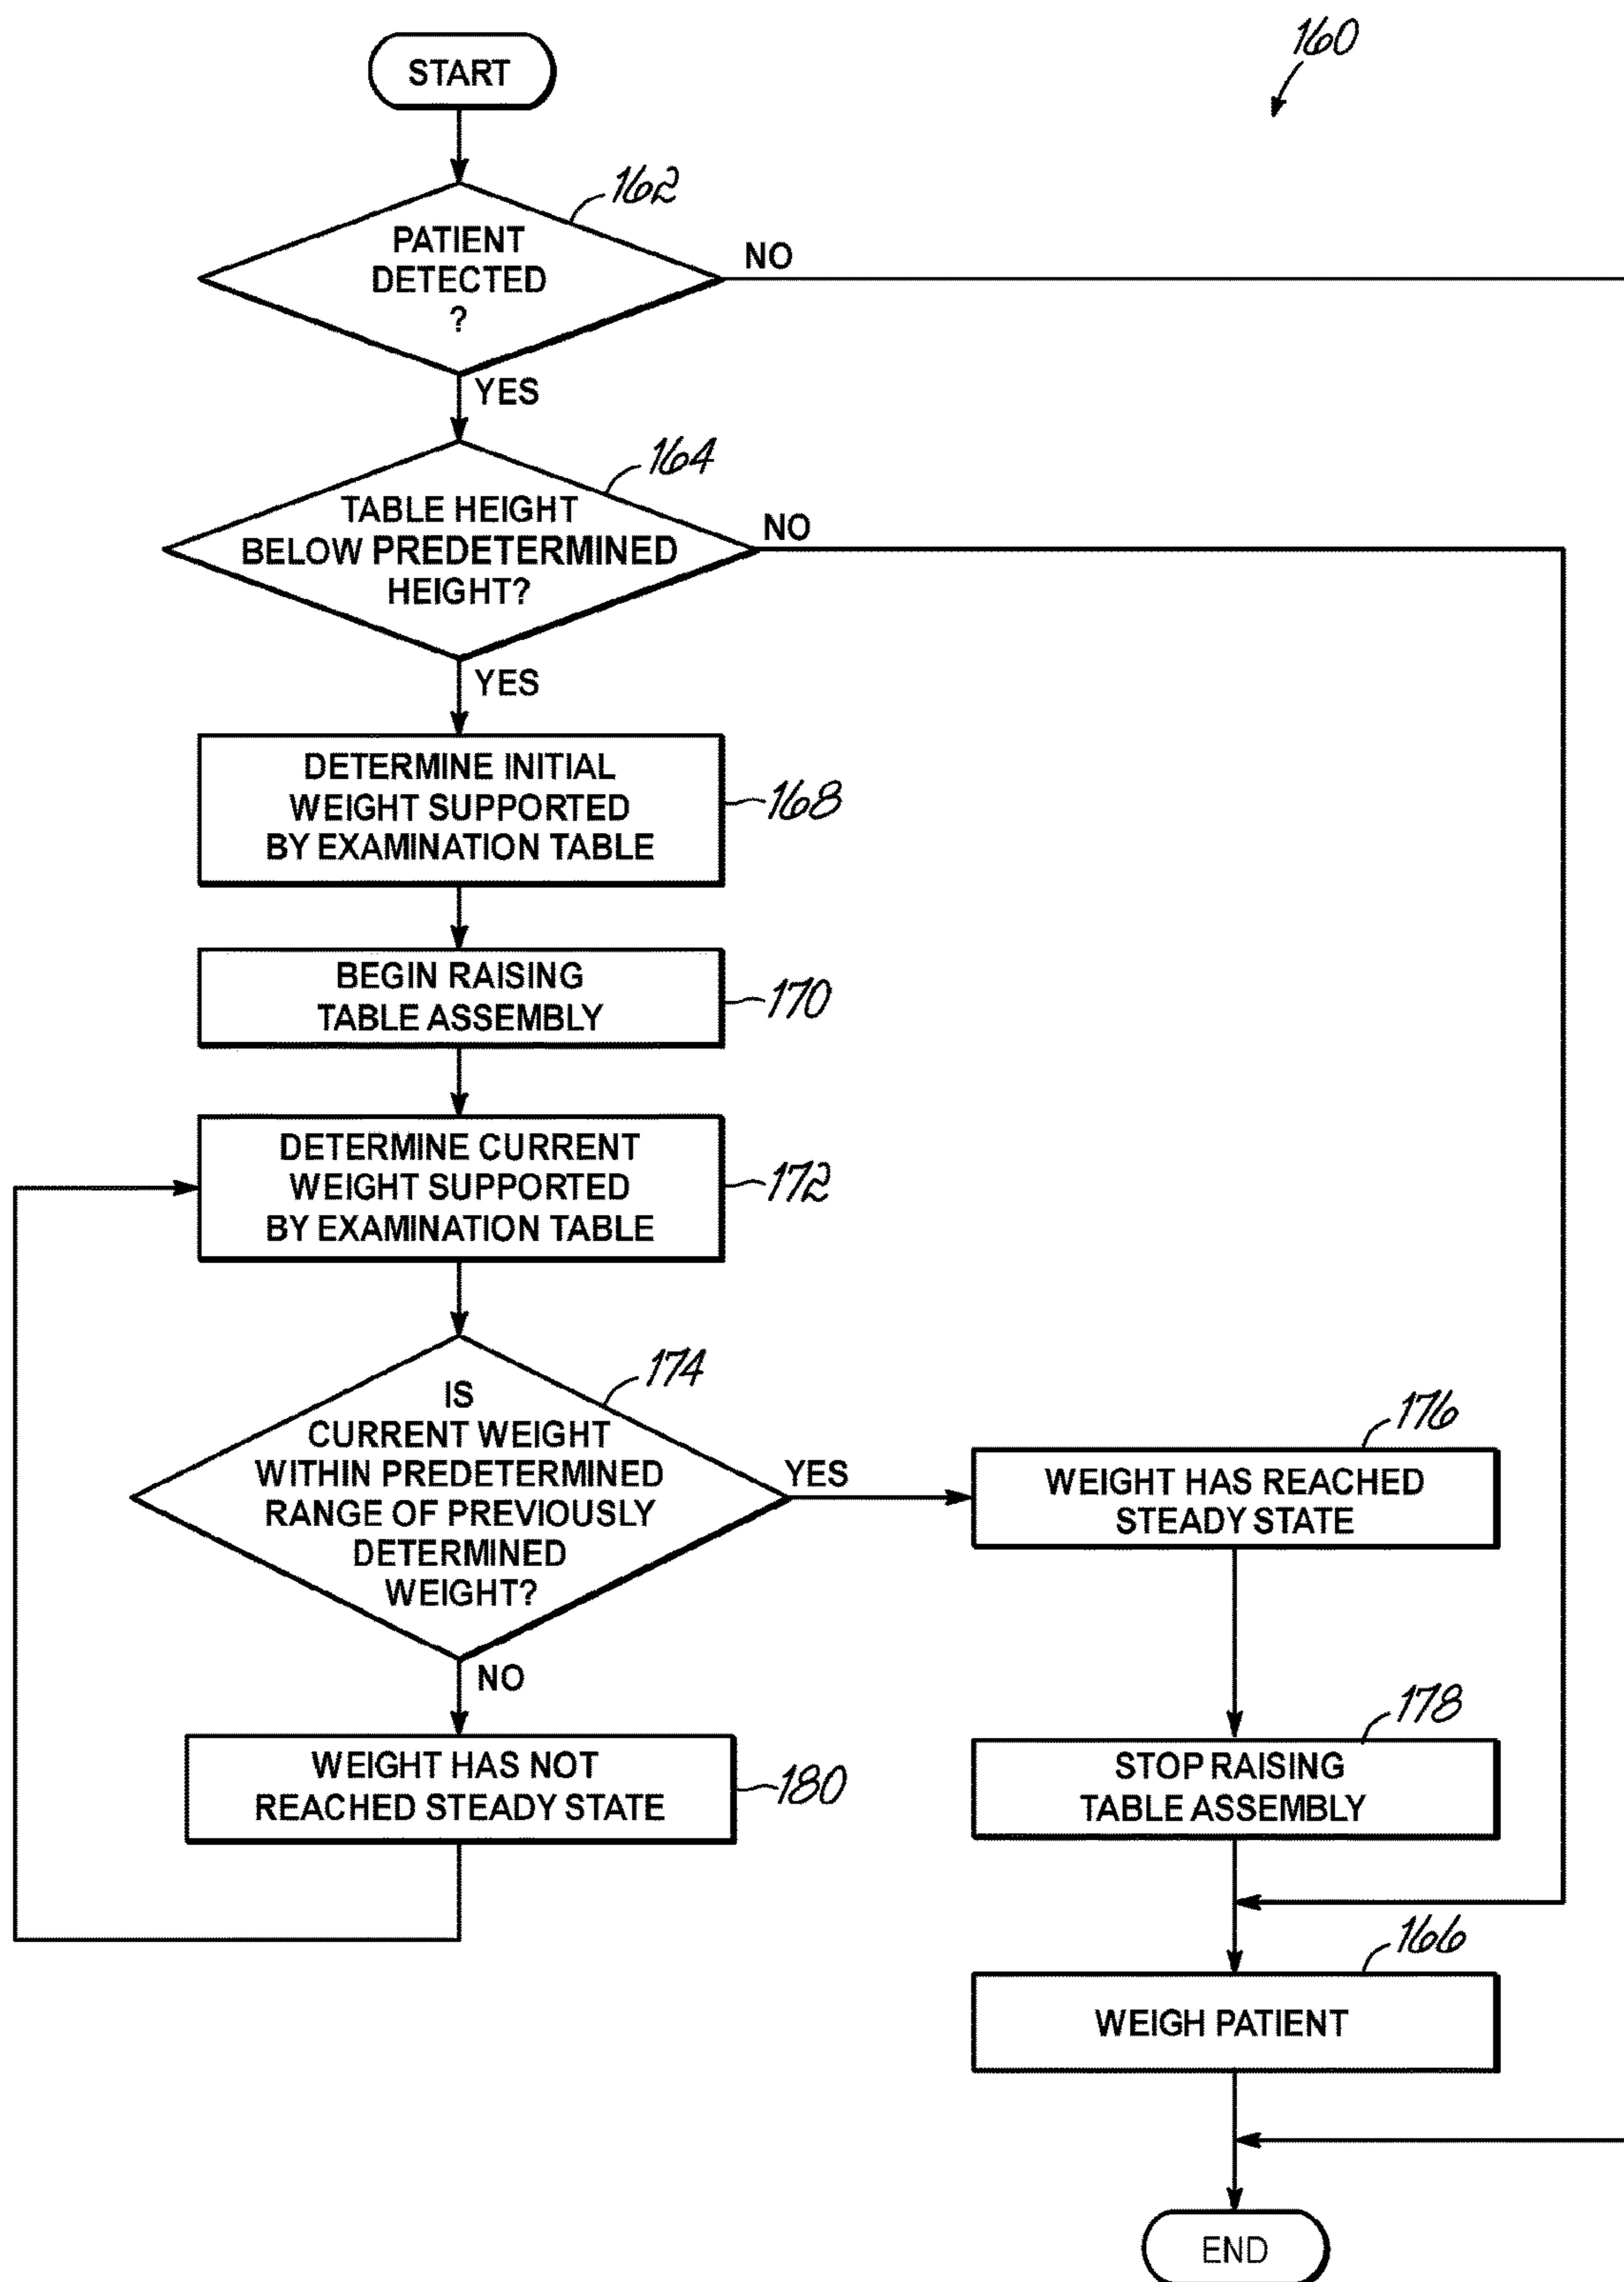 160
START
162
PATIENT
DETECTED
?
NO
YES
164
TABLE HEIGHT
BELOW PREDETERMINED
HEIGHT?
NO
YES
DETERMINE INITIAL
WEIGHT SUPPORTED
BY EXAMINATION TABLE
168
BEGIN RAISING
TABLE ASSEMBLY
170
DETERMINE CURRENT
WEIGHT SUPPORTED
BY EXAMINATION TABLE
172
174
IS
CURRENT WEIGHT
WITHIN PREDETERMINED
RANGE OF PREVIOUSLY
DETERMINED
WEIGHT?
YES
NO
176
WEIGHT HAS REACHED
STEADY STATE
WEIGHT HAS NOT
REACHED STEADY STATE
180
178
STOP RAISING
TABLE ASSEMBLY
166
WEIGH PATIENT
END